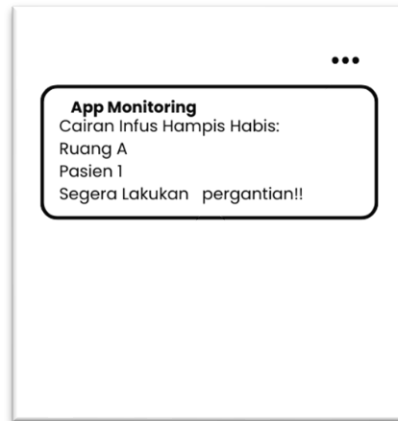 App Monitoring
Cairan Infus Hampis Habis:
Ruang A
Pasien 1
Segera Lakukan pergantian!!